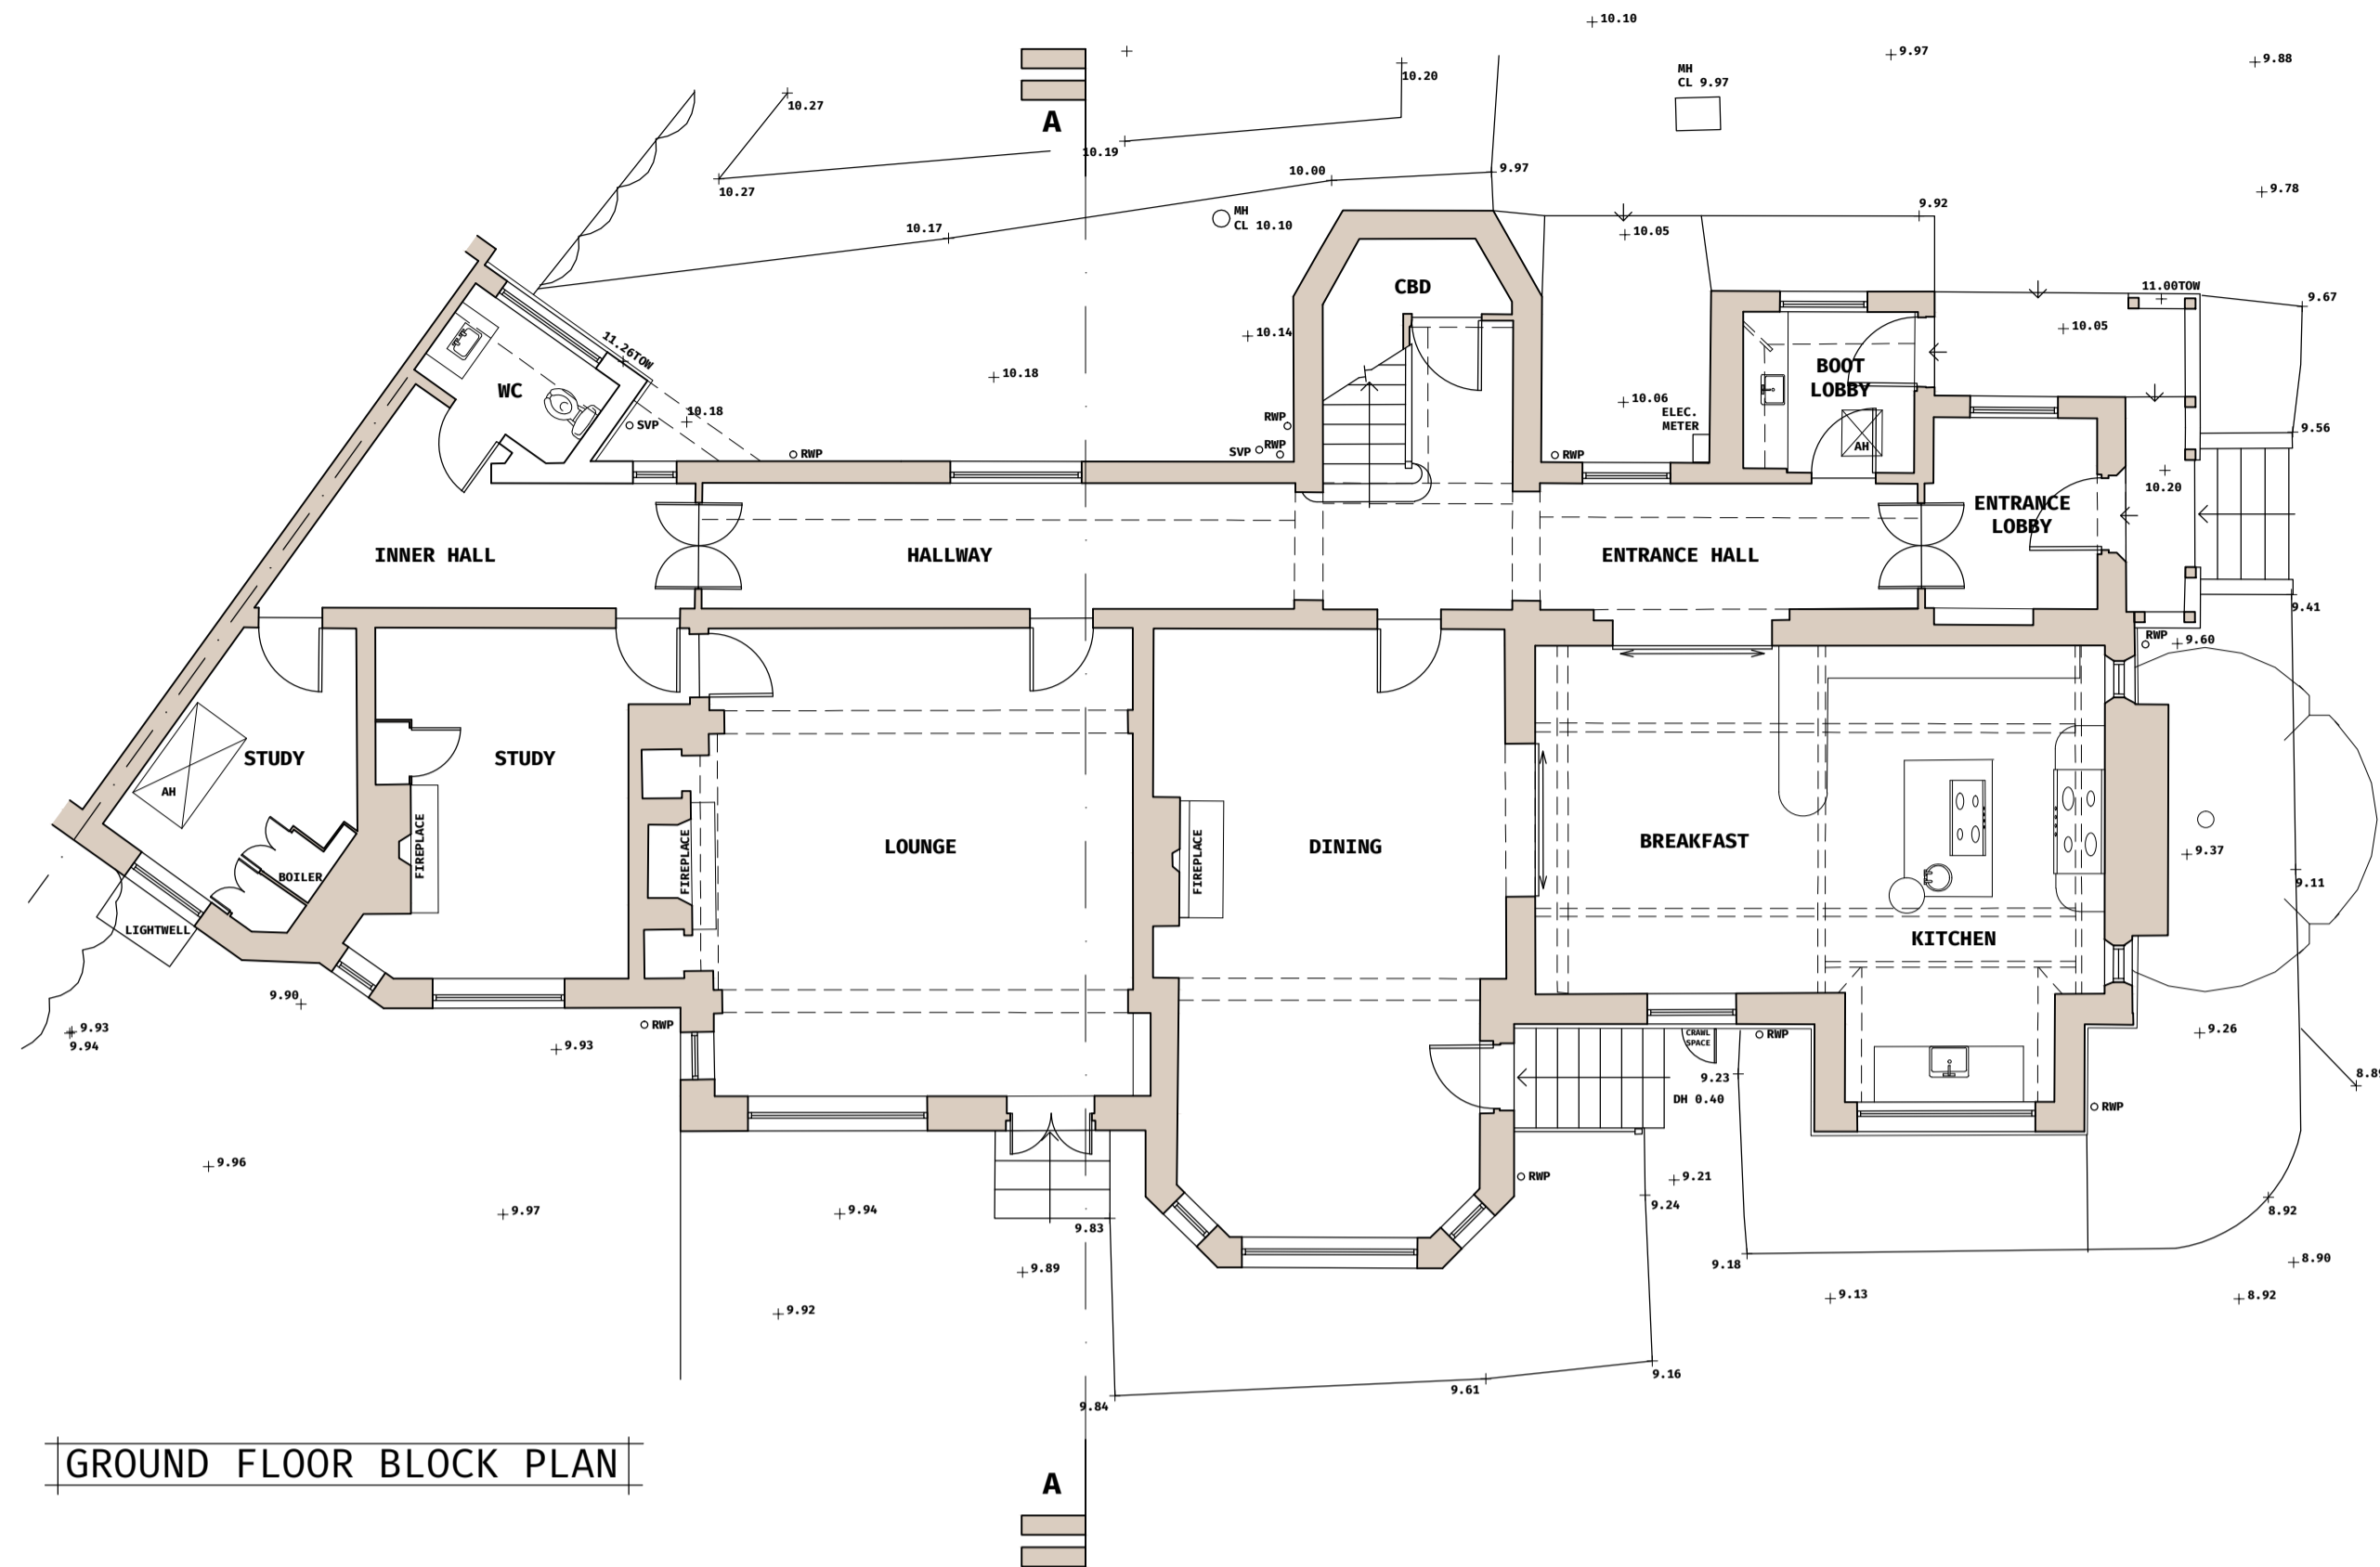 10.10
9.97
9.88
10.20
MH
CL 9.97
10.27
A
10.19
10.00
9.97
10.27
9.78
9.92
MH
CL 10.10
10.17
10.05
CBD
11.00TOW
9.67
10.05
10.14
11.26TOW
BOOT
LOBBY
10.18
WC
10.06
10.18
ELEC.
METER
RWP
SVP
9.56
RWP
SVP
RWP
RWP
AH
10.20
ENTRANCE
LOBBY
INNER HALL
HALLWAY
ENTRANCE HALL
9.41
RWP
9.60
STUDY
STUDY
AH
FIREPLACE
FIREPLACE
LOUNGE
FIREPLACE
DINING
BREAKFAST
9.37
BOILER
9.11
LIGHTWELL
KITCHEN
9.90
9.93
9.94
RWP
9.93
CRAWL
SPACE
RWP
9.26
9.23
DH 0.40
8.89
RWP
9.96
RWP
9.21
9.97
9.94
9.24
8.92
9.83
9.18
8.90
9.89
9.92
9.13
8.92
9.16
9.61
9.84
GROUND FLOOR BLOCK PLAN
A